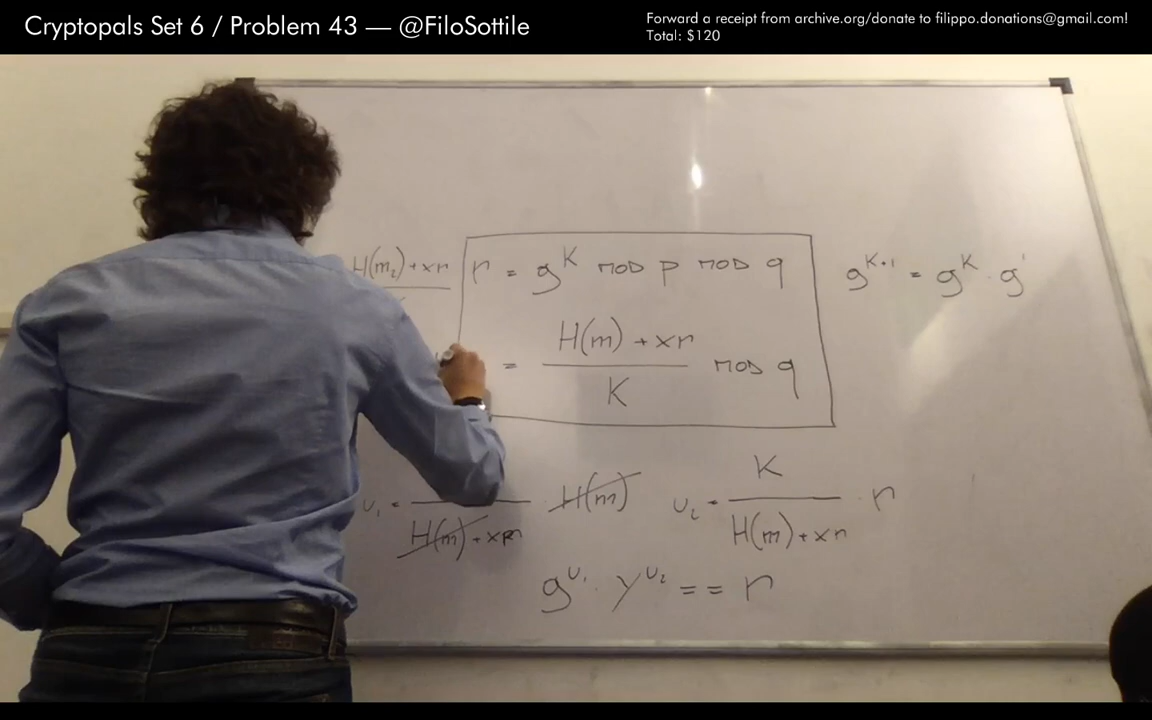 Cryptopals Set 6 / Problem 43 — @FiloSottile
Forward a receipt from archive.org/donate to filippo.donations@gmail.com!
Total: $120
H(m₂)+xr
r = g^K MOD p MOD q
g^K+1 = g^K · g^1
= H(m)+xr / K MOD q
u₁ = / H(m)+xr · H(m)
u₂ = K / H(m)+xr · r
g^u₁ · y^u₂ == r